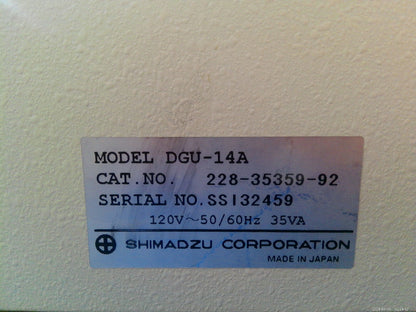 MODEL DGU-14A
CAT.NO. 228-35359-92
SERIAL NO.SSI32459
120V~50/60Hz 35VA
SHIMADZU CORPORATION
MADE IN JAPAN